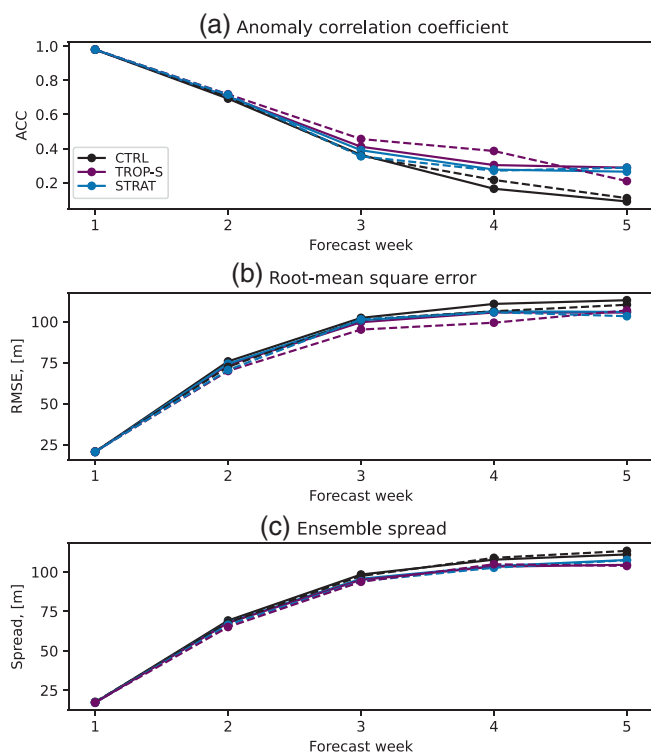 (a) Anomaly correlation coefficient
1.0
0.8
0.6
0.4
0.2
ACC
CTRL
TROP-S
STRAT
1 2 3 4 5
Forecast week
(b) Root-mean square error
100
75
50
25
RMSE, [m]
1 2 3 4 5
Forecast week
(c) Ensemble spread
100
75
50
25
Spread, [m]
1 2 3 4 5
Forecast week